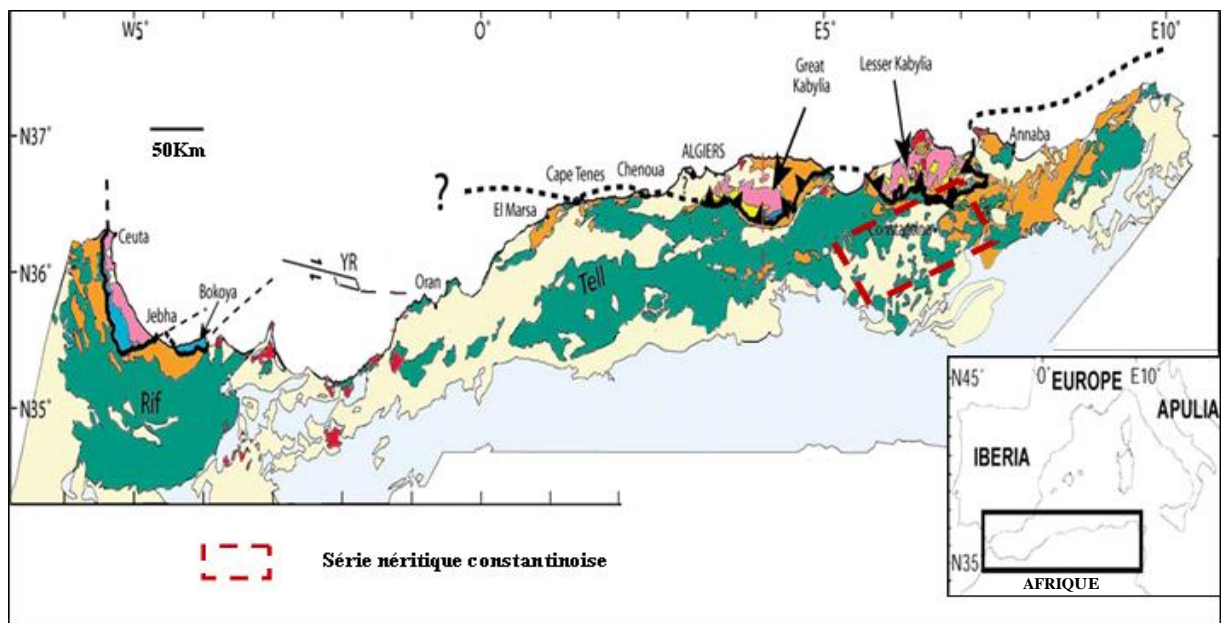 W5° 0° E5° E10°
Great
Kabylia
Lesser Kabylia
N37°
50Km
Annaba
ALGIERS
Chenoua
Cape Tenes
?
El Marsa
Constantine
Ceuta
N36°
YR
Oran
Bokoya
Jebha
Tell
Rif
N35°
N45°
0°
EUROPE
E10°
APULIA
IBERIA
N35
AFRIQUE
Série néritique constantinoise